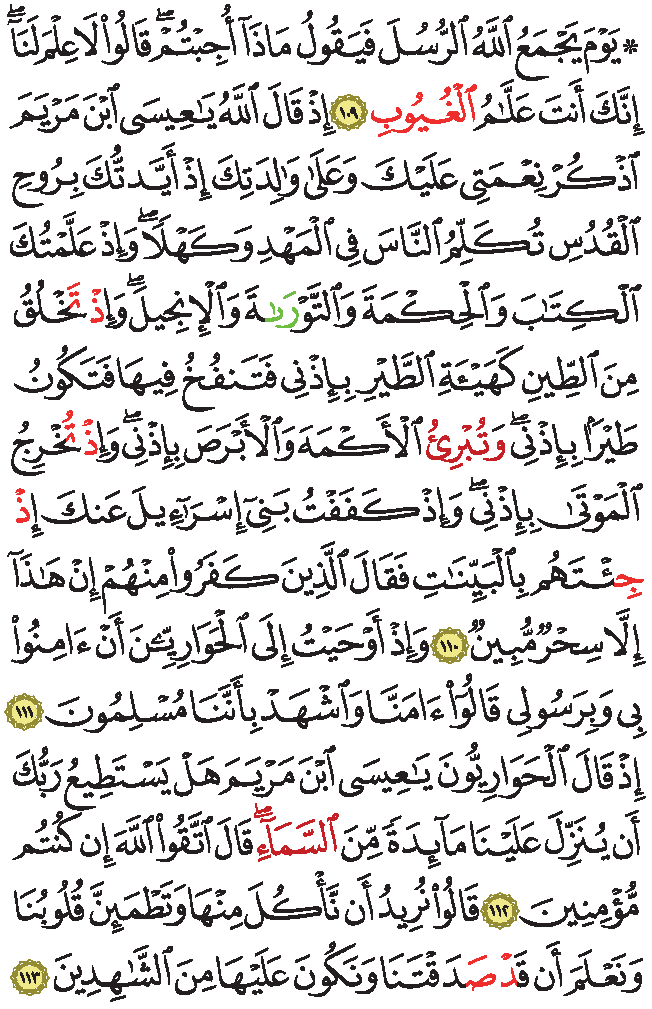 * يَوْمَ يَجْمَعُ ٱللَّهُ ٱلرُّسُلَ فَيَقُولُ مَاذَآ أُجِبْتُمْۖ قَالُوا۟ لَا عِلْمَ لَنَآۖ
إِنَّكَ أَنتَ عَلَّٰمُ ٱلْغُيُوبِ ١٠٩ إِذْ قَالَ ٱللَّهُ يَٰعِيسَى ٱبْنَ مَرْيَمَ
ٱذْكُرْ نِعْمَتِى عَلَيْكَ وَعَلَىٰ وَٰلِدَتِكَ إِذْ أَيَّدتُّكَ بِرُوحِ
ٱلْقُدُسِ تُكَلِّمُ ٱلنَّاسَ فِى ٱلْمَهْدِ وَكَهْلًاۖ وَإِذْ عَلَّمْتُكَ
ٱلْكِتَٰبَ وَٱلْحِكْمَةَ وَٱلتَّوْرَىٰةَ وَٱلْإِنجِيلَۖ وَإِذ تَّخْلُقُ
مِنَ ٱلطِّينِ كَهَيْـَٔةِ ٱلطَّيْرِ بِإِذْنِى فَتَنفُخُ فِيهَا فَتَكُونُ
طَيْرًۢا بِإِذْنِىۖ وَتُبْرِئُ ٱلْأَكْمَهَ وَٱلْأَبْرَصَ بِإِذْنِىۖ وَإِذ تُّخْرِجُ
ٱلْمَوْتَىٰ بِإِذْنِىۖ وَإِذْ كَفَفْتُ بَنِىٓ إِسْرَٰٓءِيلَ عَنكَ إِذ
جِّئْتَهُم بِٱلْبَيِّنَٰتِ فَقَالَ ٱلَّذِينَ كَفَرُوا۟ مِنْهُمْ إِنْ هَٰذَآ
إِلَّا سِحْرٌ مُّبِينٌ ١١٠ وَإِذْ أَوْحَيْتُ إِلَى ٱلْحَوَارِيِّـۧنَ أَنْ ءَامِنُوا۟
بِى وَبِرَسُولِى قَالُوٓا۟ ءَامَنَّا وَٱشْهَدْ بِأَنَّنَا مُسْلِمُونَ ١١١
إِذْ قَالَ ٱلْحَوَارِيُّونَ يَٰعِيسَى ٱبْنَ مَرْيَمَ هَلْ يَسْتَطِيعُ رَبُّكَ
أَن يُنَزِّلَ عَلَيْنَا مَآئِدَةً مِّنَ ٱلسَّمَآءِۖ قَالَ ٱتَّقُوا۟ ٱللَّهَ إِن كُنتُم
مُّؤْمِنِينَ ١١٢ قَالُوا۟ نُرِيدُ أَن نَّأْكُلَ مِنْهَا وَتَطْمَئِنَّ قُلُوبُنَا
وَنَعْلَمَ أَن قَد صَّدَقْتَنَا وَنَكُونَ عَلَيْهَا مِنَ ٱلشَّٰهِدِينَ ١١٣